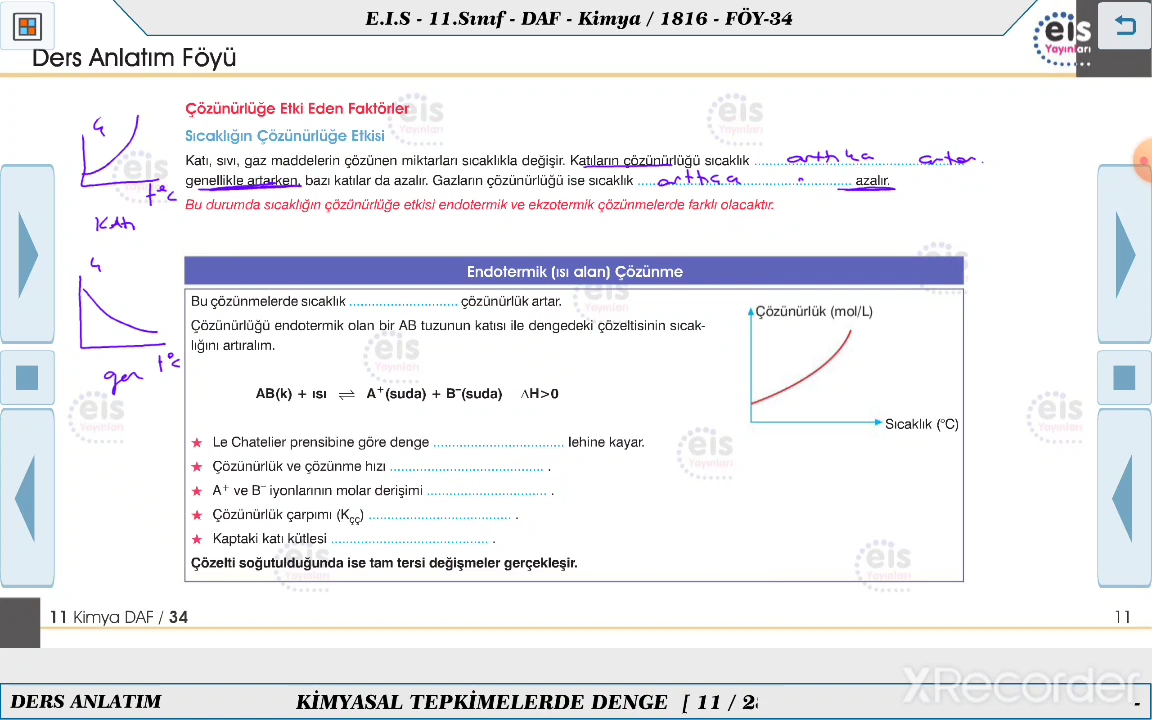 E.I.S - 11.Sınıf - DAF - Kimya / 1816 - FÖY-34
eis
Yayınları
Ders Anlatım Föyü
Çözünürlüğe Etki Eden Faktörler
Sıcaklığın Çözünürlüğe Etkisi
Katı, sıvı, gaz maddelerin çözünen miktarları sıcaklıkla değişir. Katıların çözünürlüğü sıcaklık arttıkça artar.
genellikle artarken, bazı katılar da azalır. Gazların çözünürlüğü ise sıcaklık arttıkça azalır.
Bu durumda sıcaklığın çözünürlüğe etkisi endotermik ve ekzotermik çözünmelerde farklı olacaktır.
Ç
t°C
KAtı
Ç
t°C
gaz
Endotermik (ısı alan) Çözünme
Bu çözünmelerde sıcaklık ............................. çözünürlük artar.
Çözünürlüğü endotermik olan bir AB tuzunun katısı ile dengedeki çözeltisinin sıcak-
lığını artıralım.
AB(k) + ısı ⇌ A⁺(suda) + B⁻(suda) ΔH>0
Çözünürlük (mol/L)
Sıcaklık (°C)
★ Le Chatelier prensibine göre denge ................................... lehine kayar.
★ Çözünürlük ve çözünme hızı ......................................... .
★ A⁺ ve B⁻ iyonlarının molar derişimi ................................ .
★ Çözünürlük çarpımı (Kçç) ...................................... .
★ Kaptaki katı kütlesi .......................................... .
Çözelti soğutulduğunda ise tam tersi değişmeler gerçekleşir.
11 Kimya DAF / 34
11
XRecorder
DERS ANLATIM
KİMYASAL TEPKİMELERDE DENGE [ 11 / 2
-